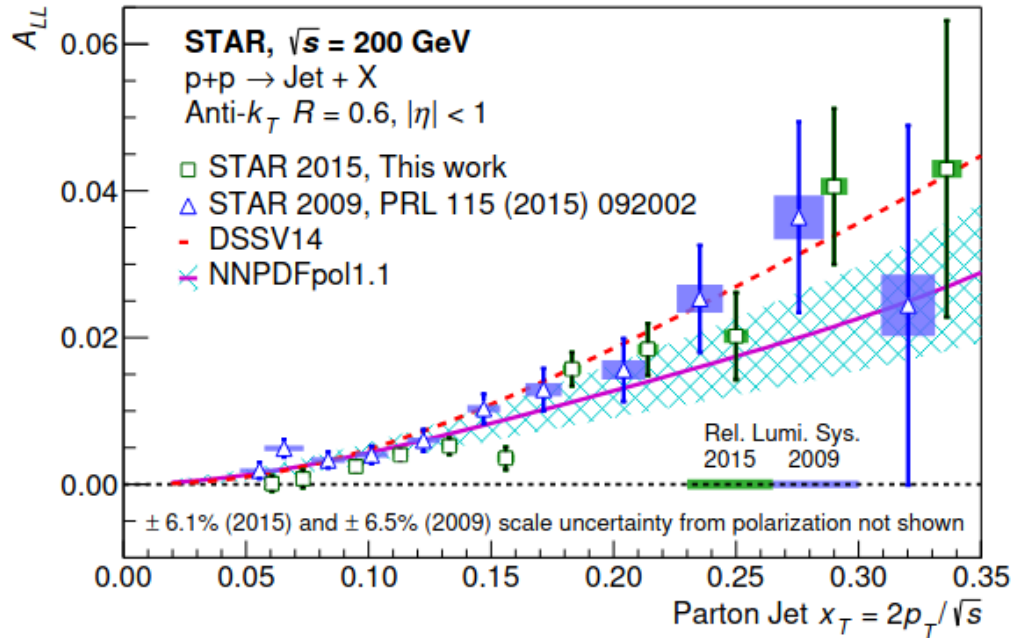 A_LL
0.06
0.04
0.02
0.00
STAR, √s = 200 GeV
p+p → Jet + X
Anti-k_T R = 0.6, |η| < 1
STAR 2015, This work
STAR 2009, PRL 115 (2015) 092002
DSSV14
NNPDFpol1.1
Rel. Lumi. Sys.
2015 2009
± 6.1% (2015) and ± 6.5% (2009) scale uncertainty from polarization not shown
0.00 0.05 0.10 0.15 0.20 0.25 0.30 0.35
Parton Jet x_T = 2p_T/√s